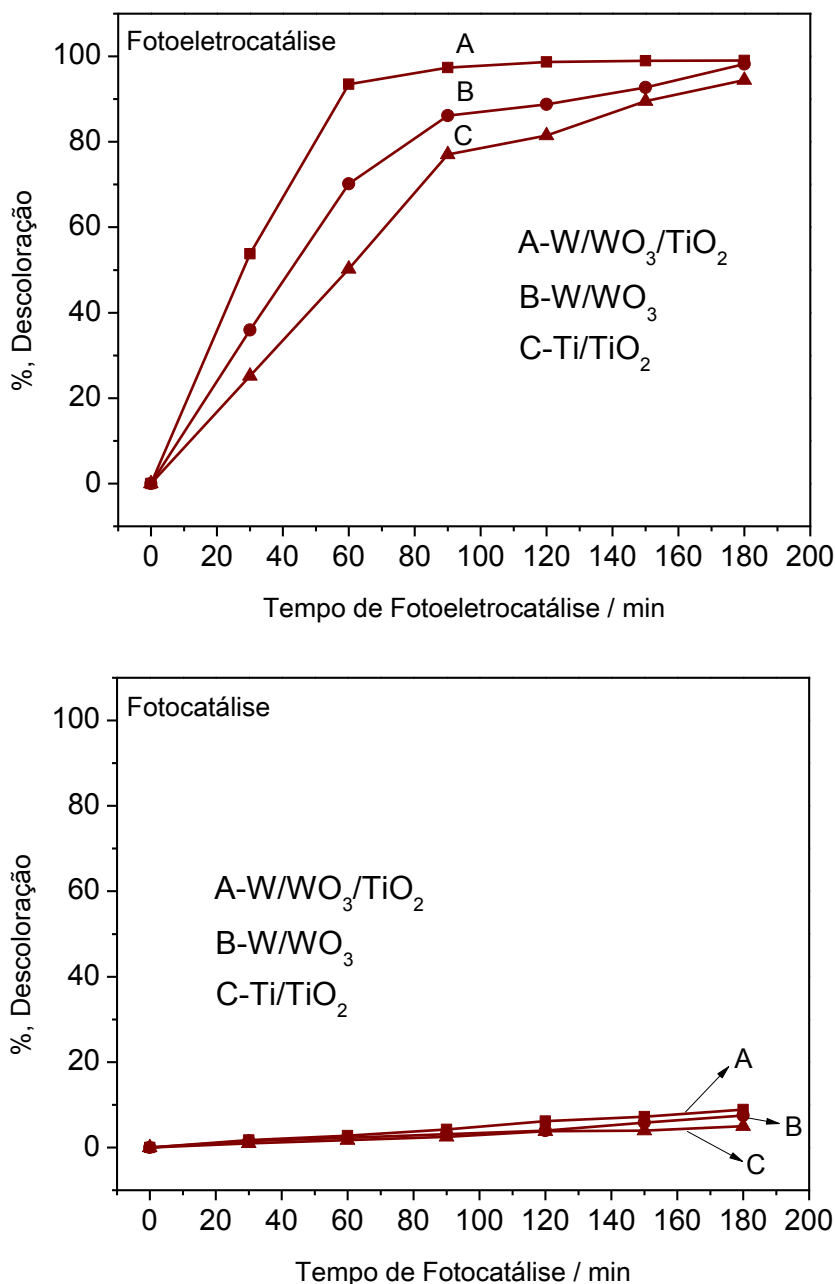 Fotoeletrocatálise
A
100
B
80
C
60
A-W/WO₃/TiO₂
B-W/WO₃
40
C-Ti/TiO₂
20
0
%, Descoloração
0 20 40 60 80 100 120 140 160 180 200
Tempo de Fotoeletrocatálise / min
Fotocatálise
100
80
60
A-W/WO₃/TiO₂
B-W/WO₃
40
C-Ti/TiO₂
20
A
B
0
C
%, Descoloração
0 20 40 60 80 100 120 140 160 180 200
Tempo de Fotocatálise / min